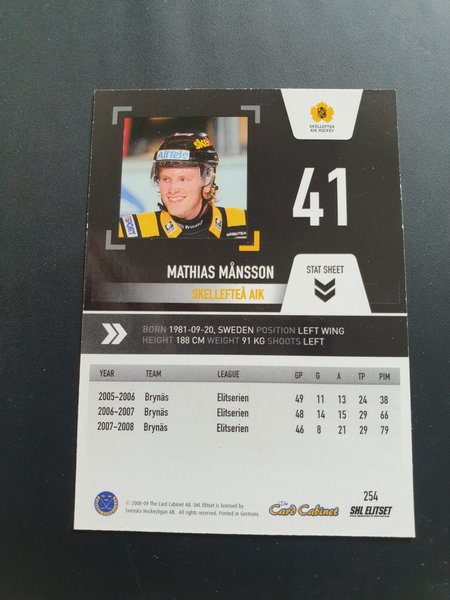 SKELLEFTEÅ
AIK HOCKEY
AllTele
41
MATHIAS MÅNSSON
SKELLEFTEÅ AIK
STAT SHEET
BORN 1981-09-20, SWEDEN POSITION LEFT WING
HEIGHT 188 CM WEIGHT 91 KG SHOOTS LEFT
YEAR TEAM LEAGUE GP G A TP PIM
2005-2006 Brynäs Elitserien 49 11 13 24 38
2006-2007 Brynäs Elitserien 48 14 15 29 66
2007-2008 Brynäs Elitserien 46 8 21 29 79
254
© 2008-09 The Card Cabinet AB. SHL Elitset is licensed by
Svenska Hockeyligan AB. All rights reserved. Printed in Germany.
The
Card Cabinet
SHL ELITSET